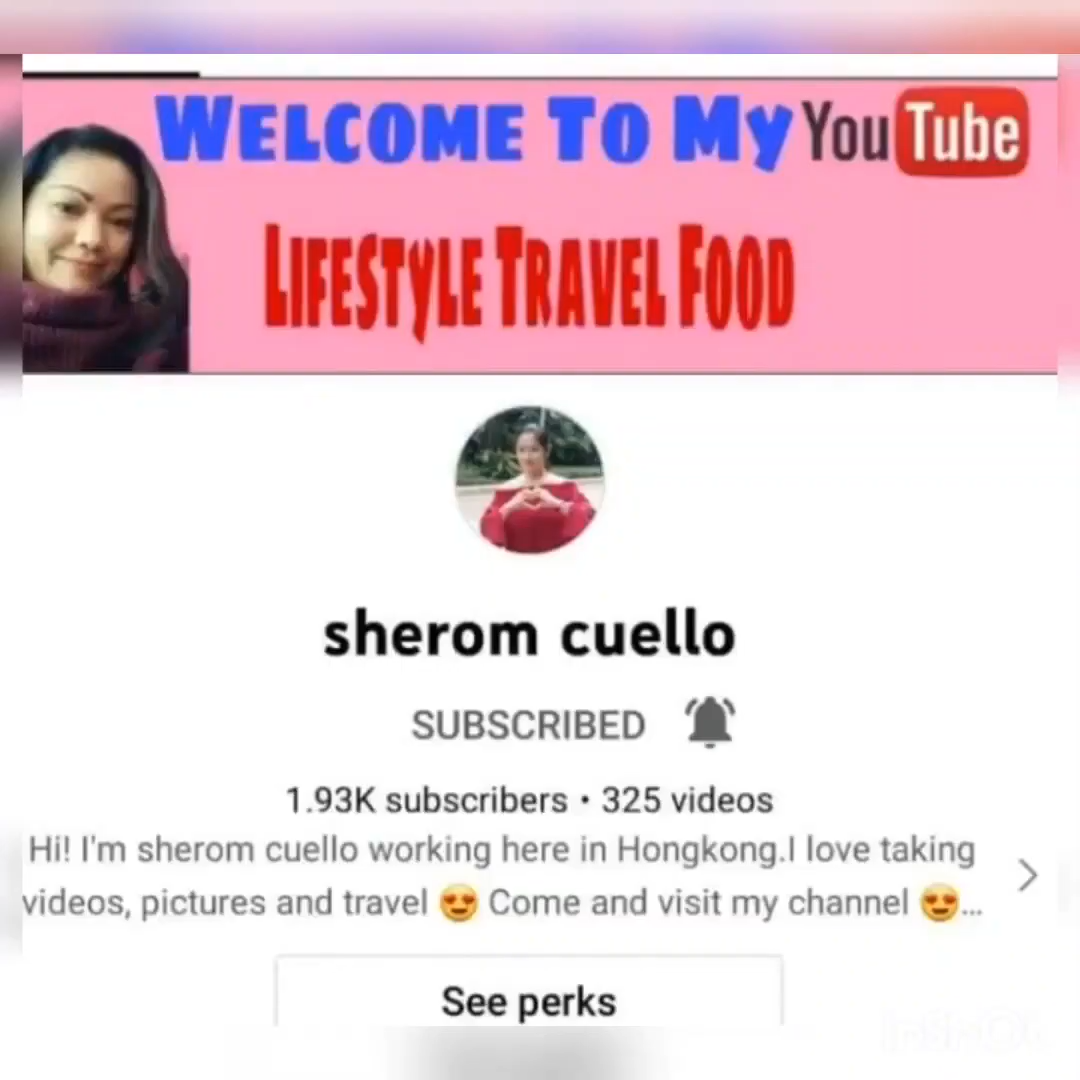 WELCOME TO MY YouTube
LIFESTYLE TRAVEL FOOD
sherom cuello
SUBSCRIBED
1.93K subscribers • 325 videos
Hi! I'm sherom cuello working here in Hongkong.I love taking
videos, pictures and travel 😍 Come and visit my channel 😍...
See perks